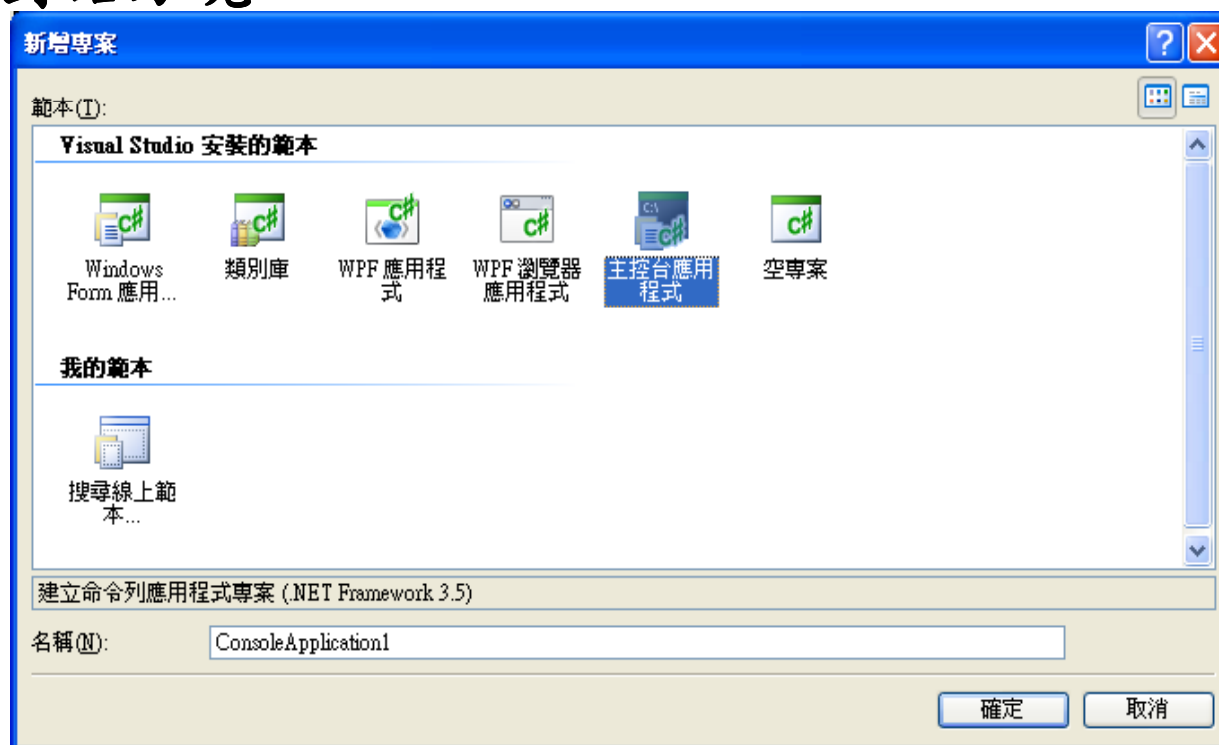 新增專案
範本(T):
Visual Studio 安裝的範本
Windows
Form 應用...
類別庫
WPF 應用程
式
WPF 瀏覽器
應用程式
主控台應用
程式
空專案
我的範本
搜尋線上範
本...
建立命令列應用程式專案 (.NET Framework 3.5)
名稱(N):
ConsoleApplication1
確定
取消